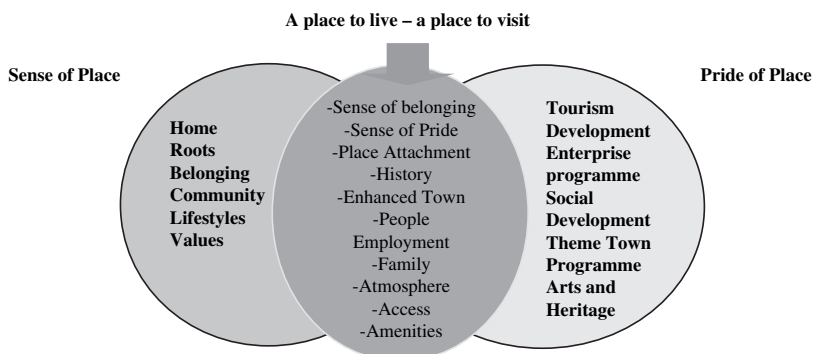 A place to live – a place to visit
Sense of Place
Pride of Place
Home
Roots
Belonging
Community
Lifestyles
Values
-Sense of belonging
-Sense of Pride
-Place Attachment
-History
-Enhanced Town
-People
Employment
-Family
-Atmosphere
-Access
-Amenities
Tourism
Development
Enterprise
programme
Social
Development
Theme Town
Programme
Arts and
Heritage